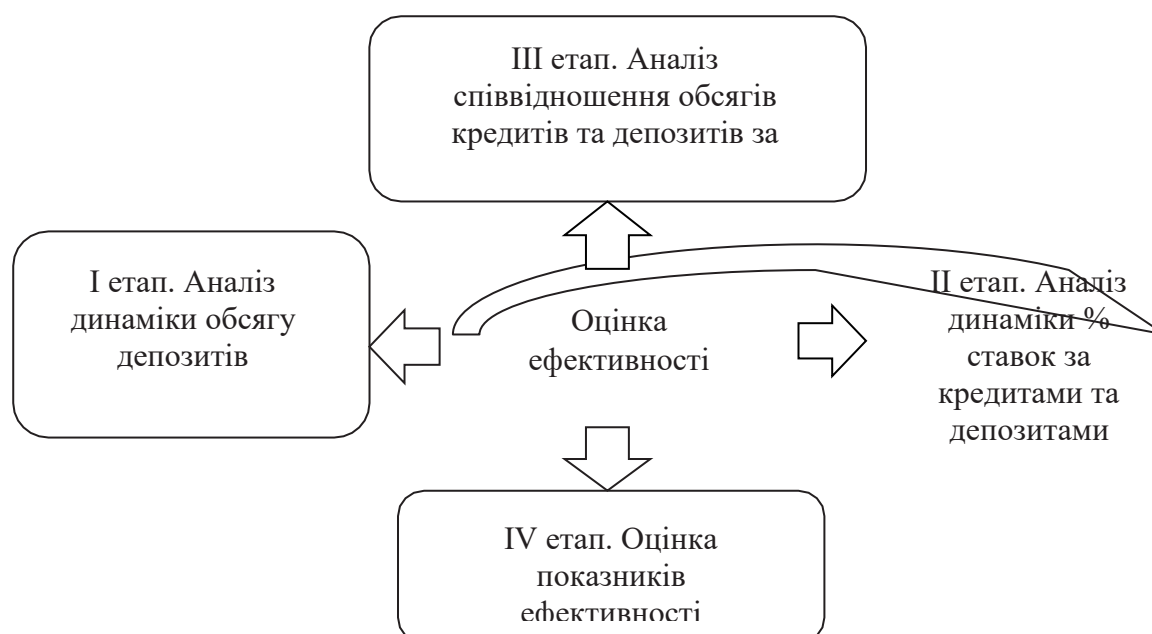 III етап. Аналіз
співвідношення обсягів
кредитів та депозитів за
I етап. Аналіз
динаміки обсягу
депозитів
Оцінка
ефективності
II етап. Аналіз
динаміки %
ставок за
кредитами та
депозитами
IV етап. Оцінка
показників
ефективності